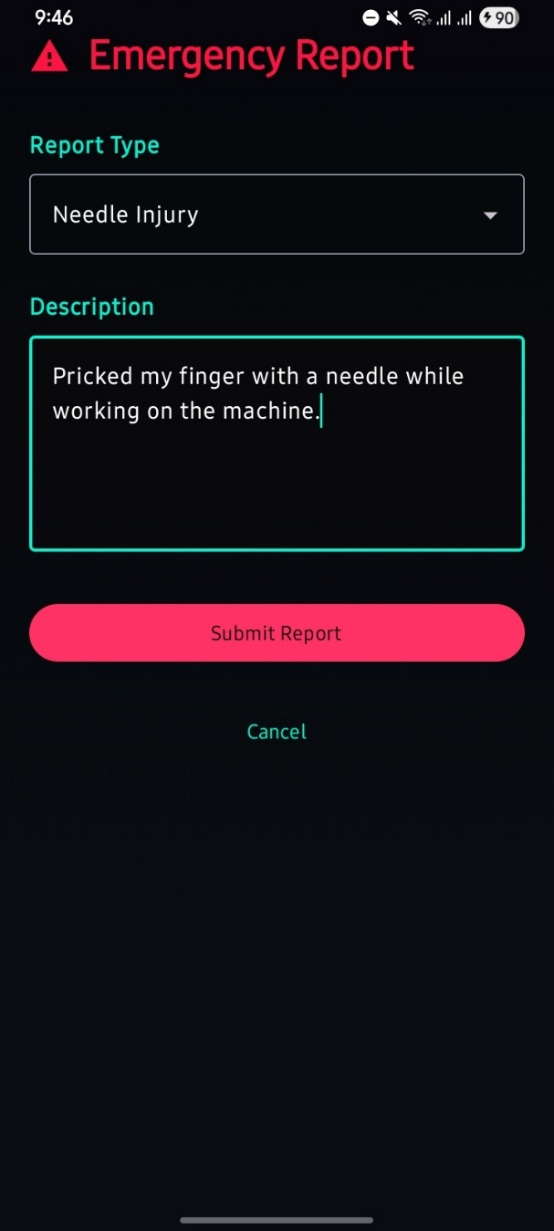 9:46
90
Emergency Report
Report Type
Needle Injury
Description
Pricked my finger with a needle while
working on the machine.
Submit Report
Cancel